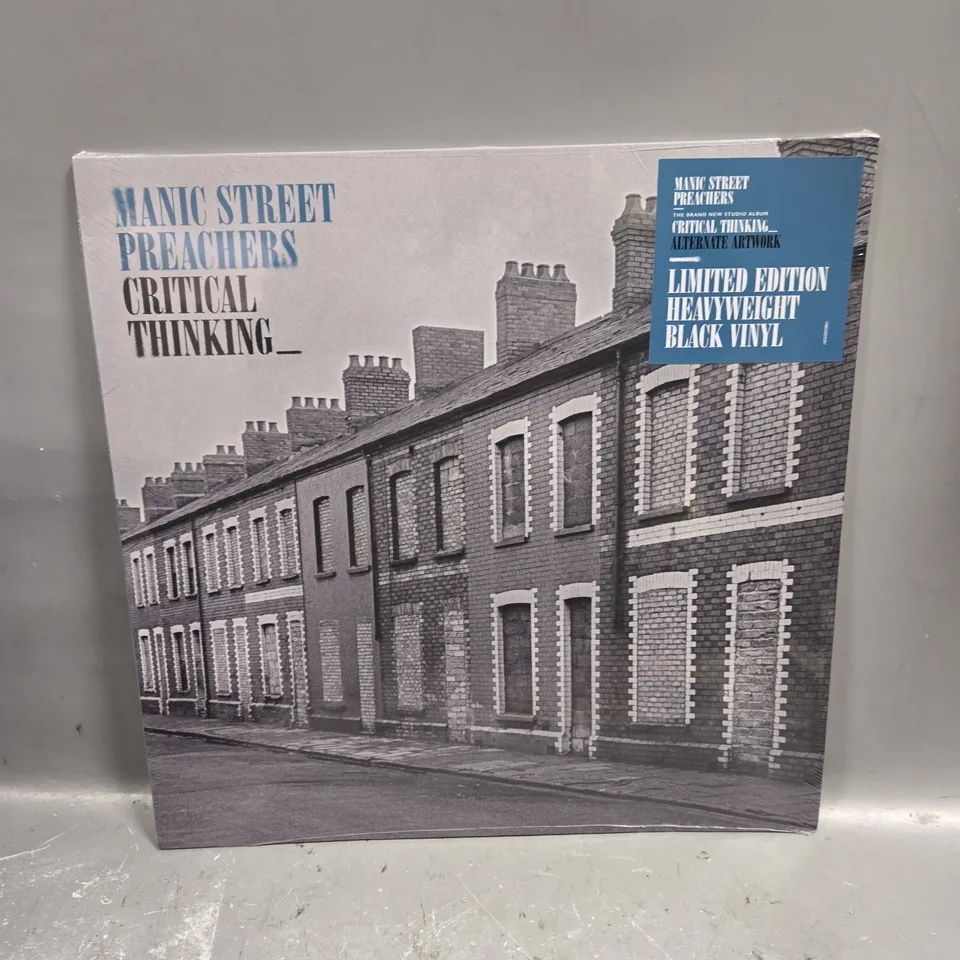 MANIC STREET
PREACHERS
CRITICAL
THINKING_
MANIC STREET
PREACHERS
THE BRAND NEW STUDIO ALBUM
CRITICAL THINKING_
ALTERNATE ARTWORK
LIMITED EDITION
HEAVYWEIGHT
BLACK VINYL